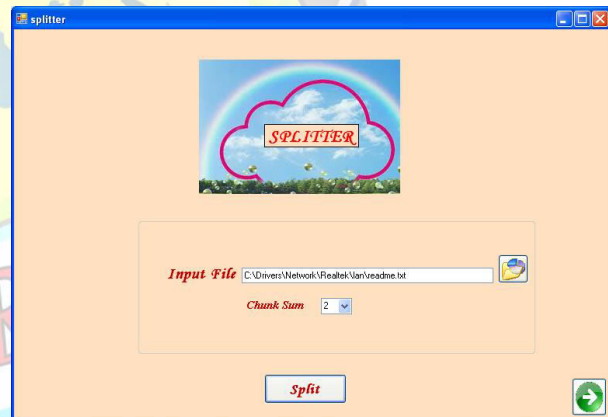 splitter
SPLITTER
Input File C:\Drivers\Network\Realtek\lan\readme.txt
Chunk Sum 2
Split